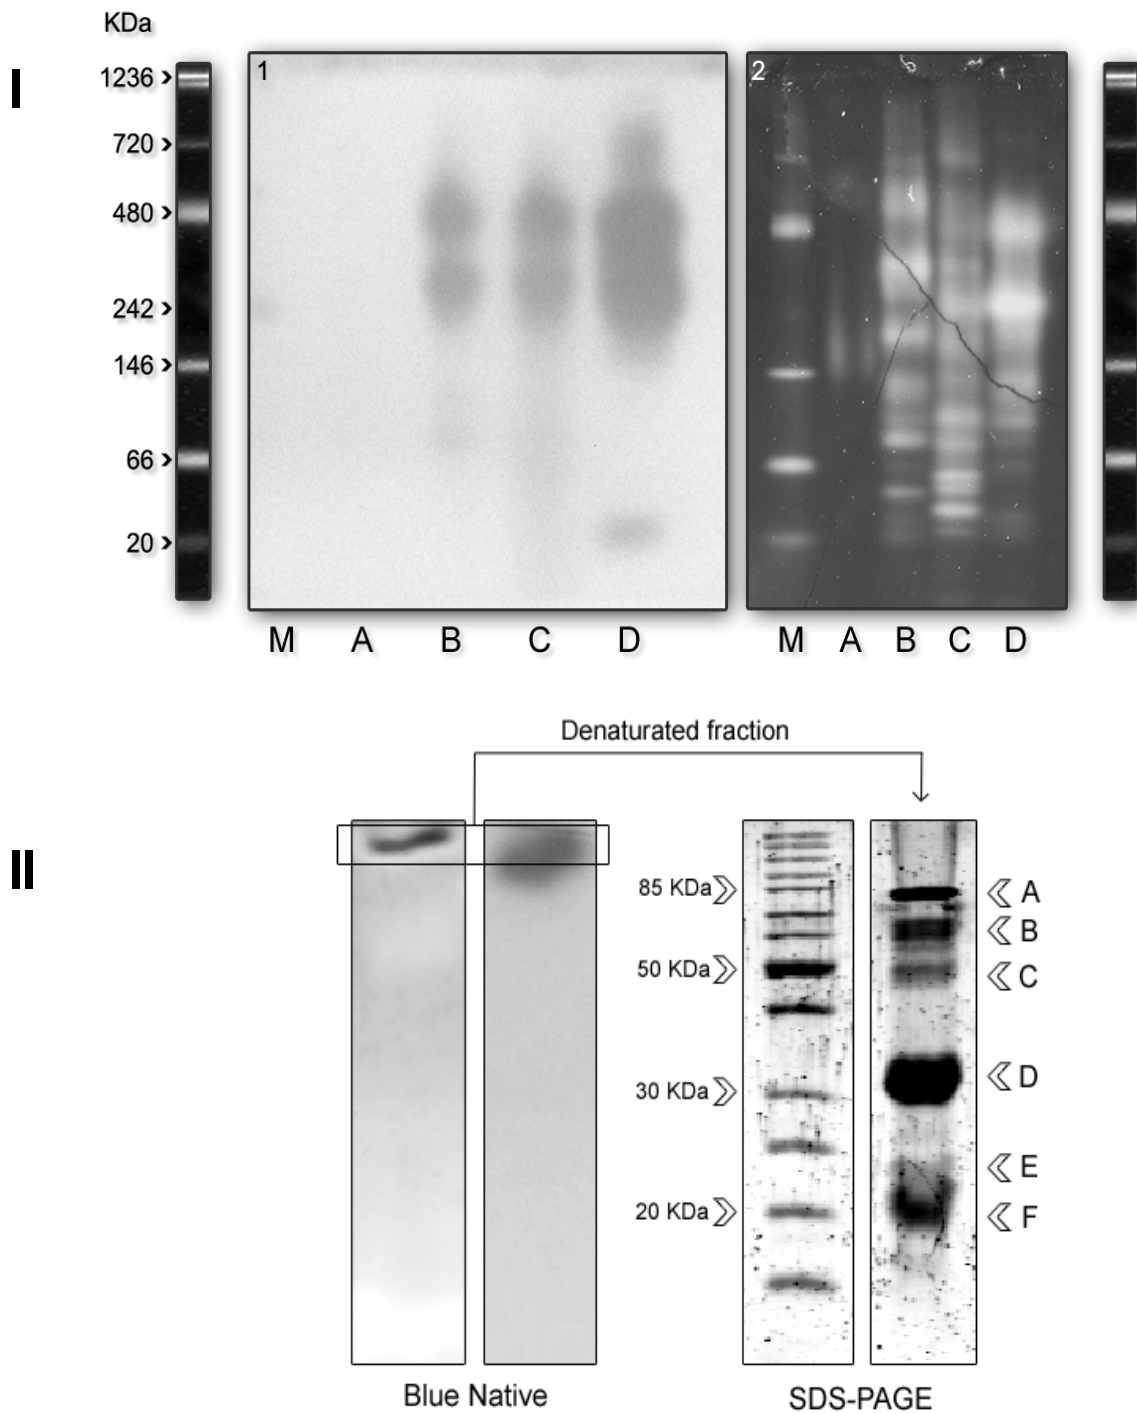 KDa
I
1236
720
480
242
146
66
20
1
2
M A B C D
M A B C D
Denaturated fraction
II
85 KDa
50 KDa
30 KDa
20 KDa
A
B
C
D
E
F
Blue Native
SDS-PAGE